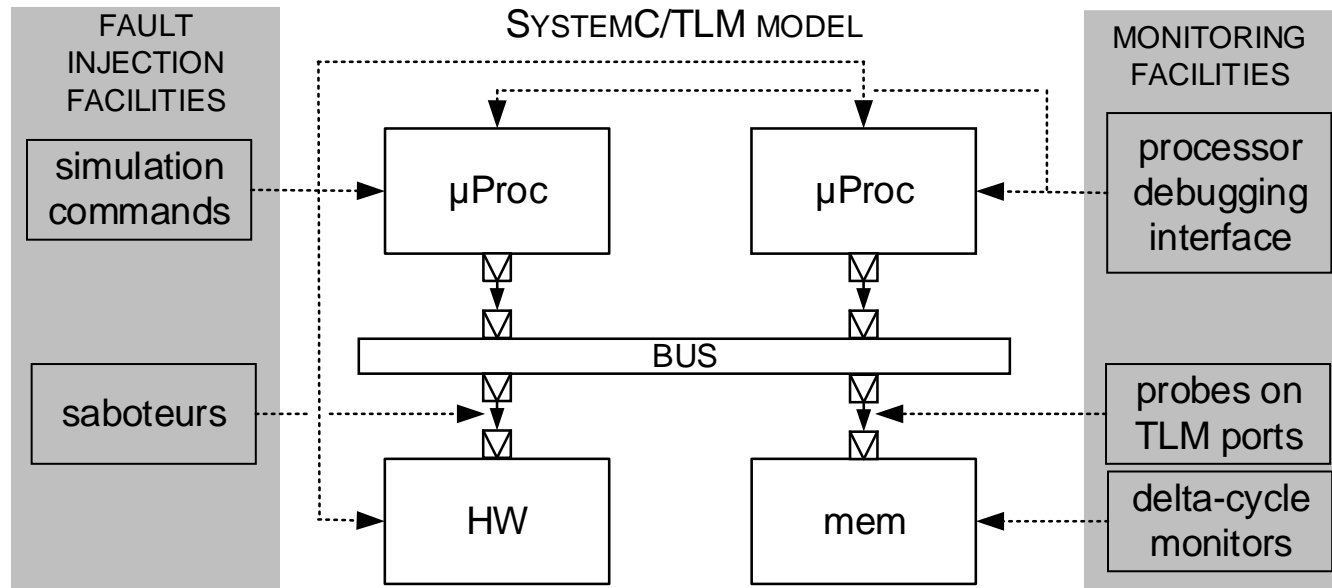 FAULT
INJECTION
FACILITIES
simulation
commands
saboteurs
SYSTEMC/TLM MODEL
µProc
µProc
BUS
HW
mem
MONITORING
FACILITIES
processor
debugging
interface
probes on
TLM ports
delta-cycle
monitors